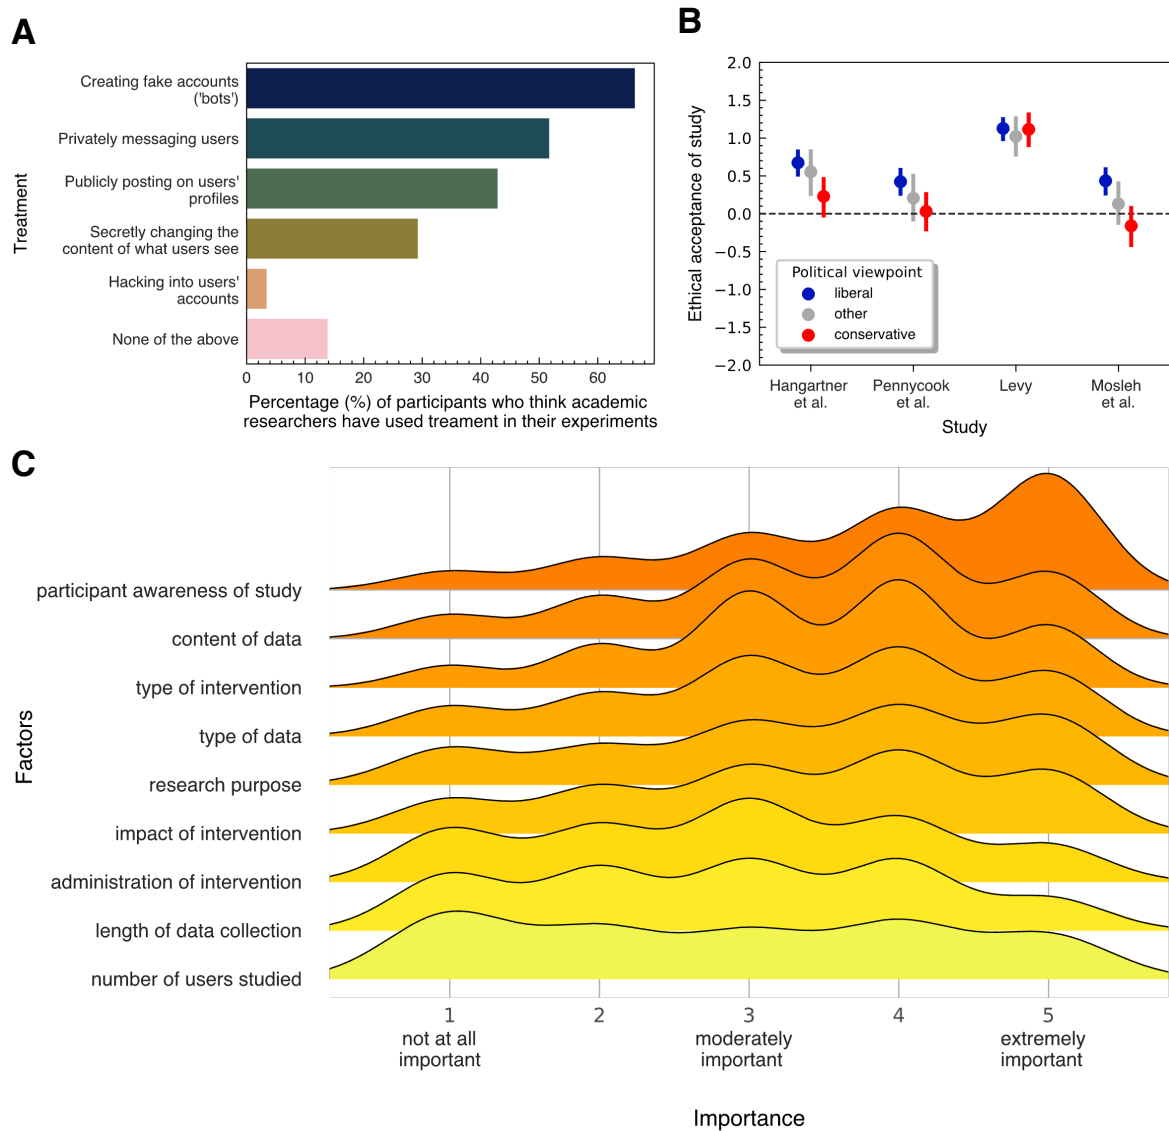 A
Treatment
Creating fake accounts
('bots')
Privately messaging users
Publicly posting on users'
profiles
Secretly changing the
content of what users see
Hacking into users'
accounts
None of the above
0 10 20 30 40 50 60
Percentage (%) of participants who think academic
researchers have used treament in their experiments
B
Ethical acceptance of study
2.0
1.5
1.0
0.5
0.0
−0.5
−1.0
−1.5
−2.0
Political viewpoint
liberal
other
conservative
Hangartner
et al.
Pennycook
et al.
Levy
Mosleh
et al.
Study
C
Factors
participant awareness of study
content of data
type of intervention
type of data
research purpose
impact of intervention
administration of intervention
length of data collection
number of users studied
1 2 3 4 5
not at all
important
moderately
important
extremely
important
Importance